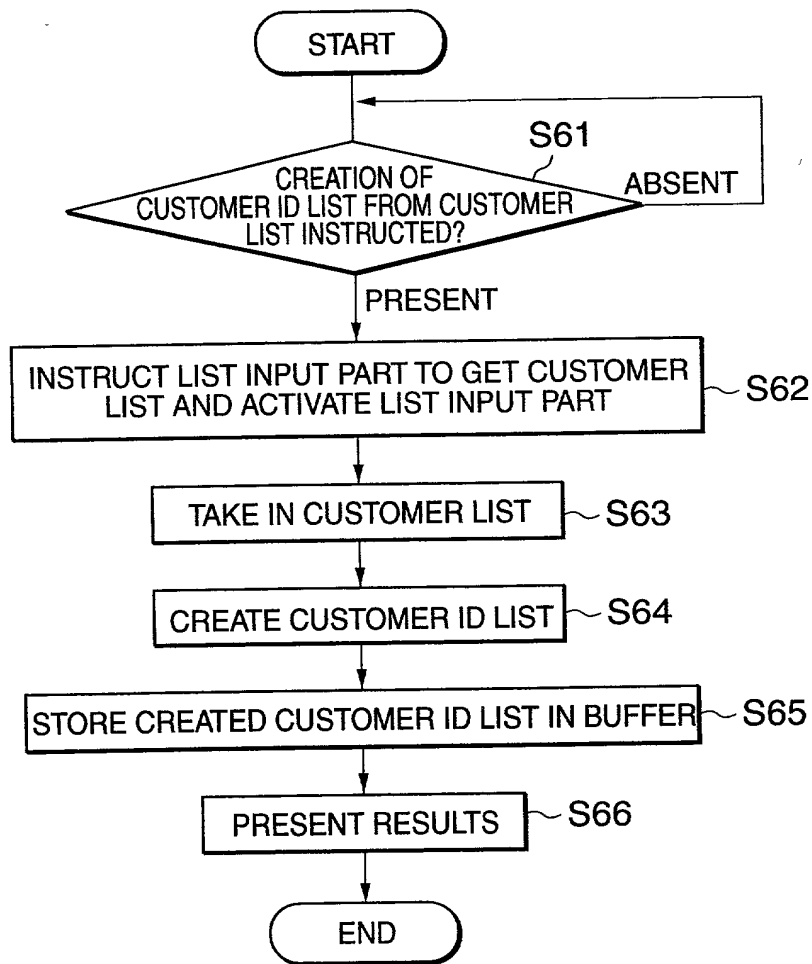 START
S61
CREATION OF
CUSTOMER ID LIST FROM CUSTOMER
LIST INSTRUCTED?
ABSENT
PRESENT
INSTRUCT LIST INPUT PART TO GET CUSTOMER
LIST AND ACTIVATE LIST INPUT PART
S62
TAKE IN CUSTOMER LIST
S63
CREATE CUSTOMER ID LIST
S64
STORE CREATED CUSTOMER ID LIST IN BUFFER
S65
PRESENT RESULTS
S66
END